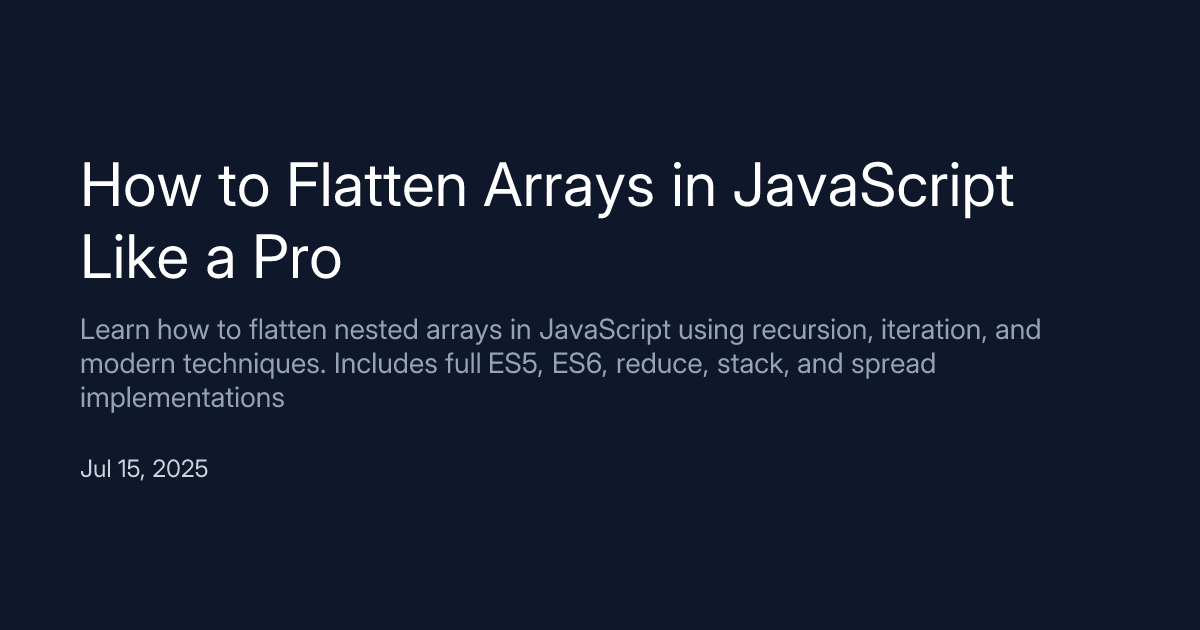 How to Flatten Arrays in JavaScript
Like a Pro
Learn how to flatten nested arrays in JavaScript using recursion, iteration, and
modern techniques. Includes full ES5, ES6, reduce, stack, and spread
implementations
Jul 15, 2025